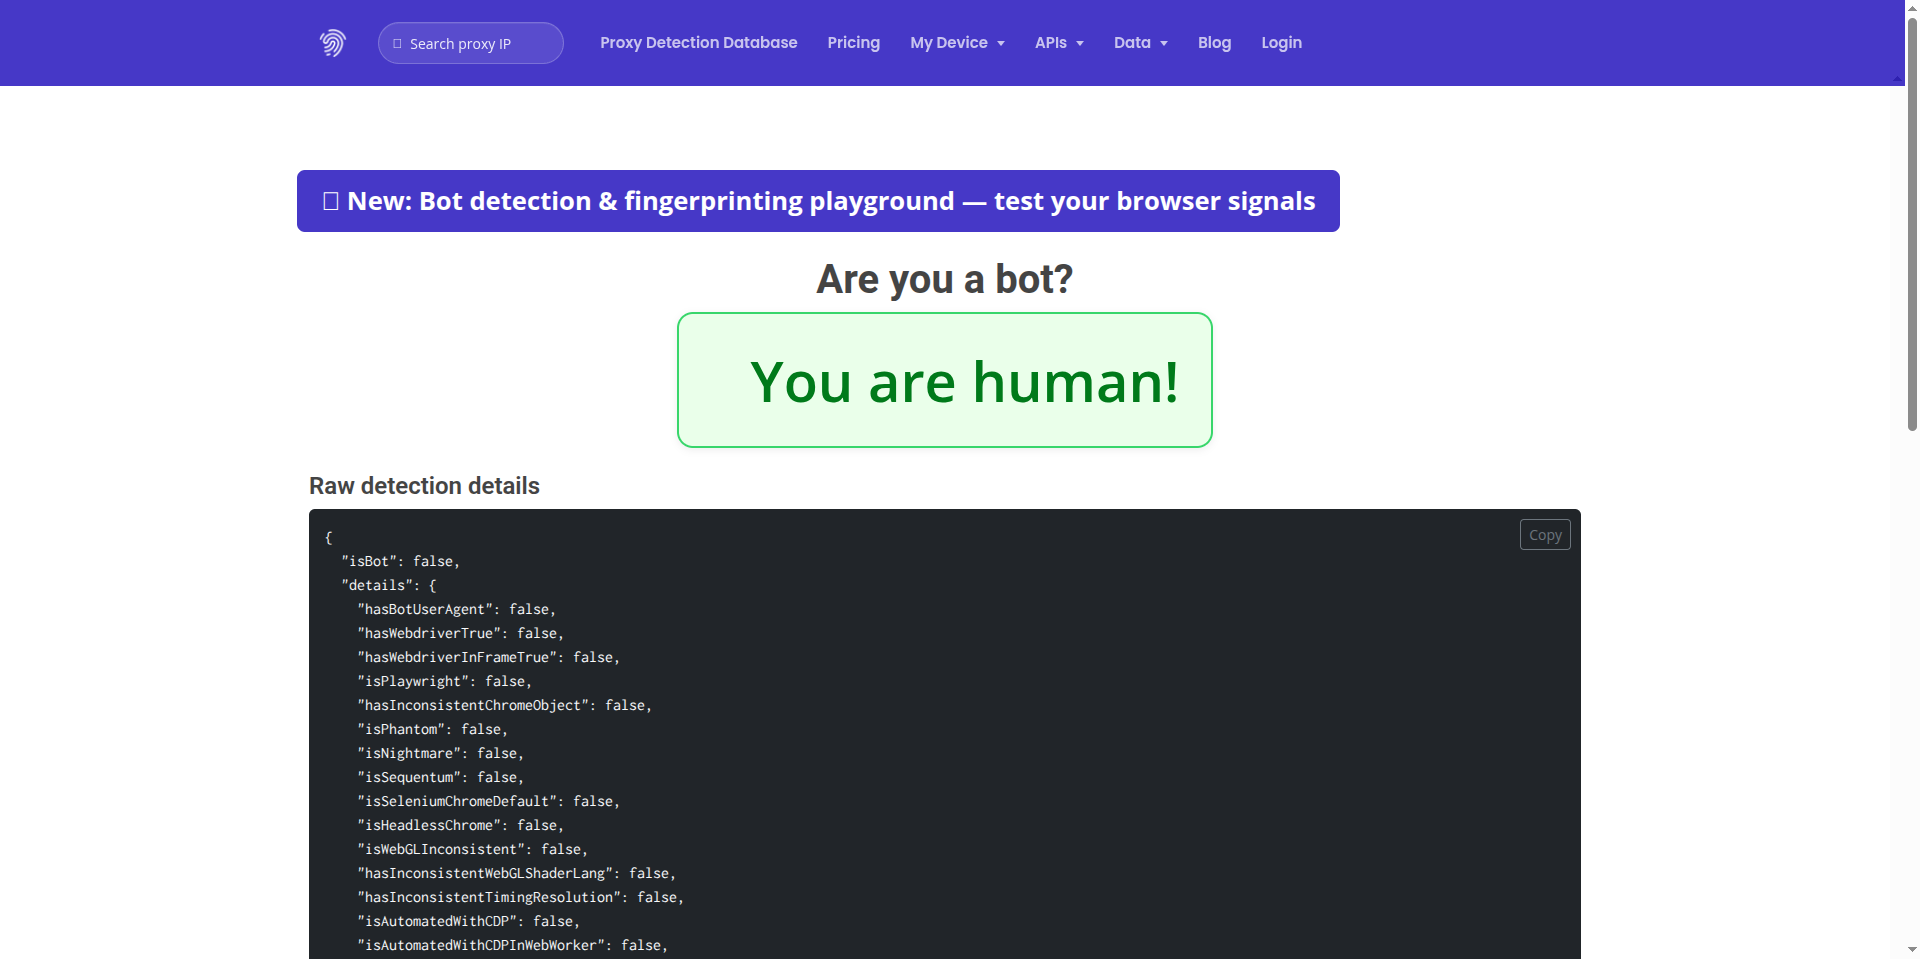 Search proxy IP
Proxy Detection Database
Pricing
My Device
APIs
Data
Blog
Login
New: Bot detection & fingerprinting playground — test your browser signals
Are you a bot?
You are human!
Raw detection details
Copy
{
"isBot": false,
"details": {
"hasBotUserAgent": false,
"hasWebdriverTrue": false,
"hasWebdriverInFrameTrue": false,
"isPlaywright": false,
"hasInconsistentChromeObject": false,
"isPhantom": false,
"isNightmare": false,
"isSequentum": false,
"isSeleniumChromeDefault": false,
"isHeadlessChrome": false,
"isWebGLInconsistent": false,
"hasInconsistentWebGLShaderLang": false,
"hasInconsistentTimingResolution": false,
"isAutomatedWithCDP": false,
"isAutomatedWithCDPInWebWorker": false,